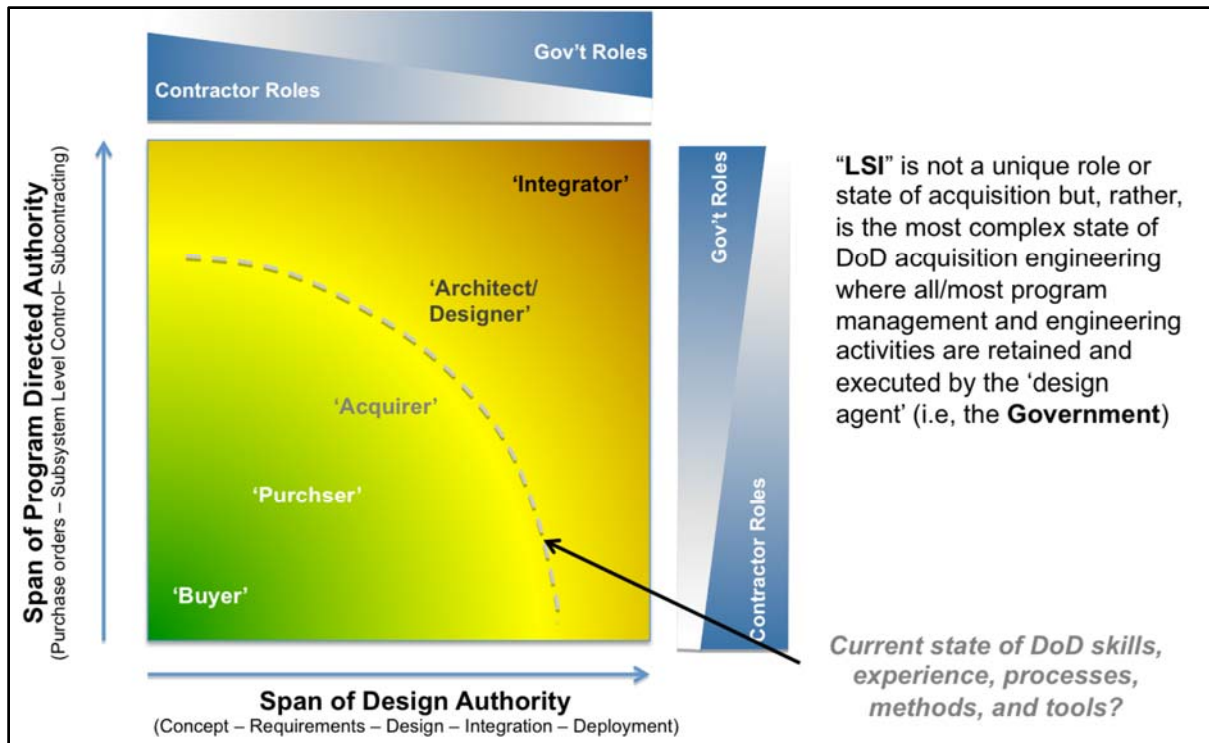 Gov't Roles
Contractor Roles
Span of Program Directed Authority
(Purchase orders – Subsystem Level Control– Subcontracting)
'Integrator'
'Architect/
Designer'
'Acquirer'
'Purchser'
'Buyer'
Gov't Roles
Contractor Roles
"LSI" is not a unique role or
state of acquisition but, rather,
is the most complex state of
DoD acquisition engineering
where all/most program
management and engineering
activities are retained and
executed by the 'design
agent' (i.e, the Government)
Current state of DoD skills,
experience, processes,
methods, and tools?
Span of Design Authority
(Concept – Requirements – Design – Integration – Deployment)